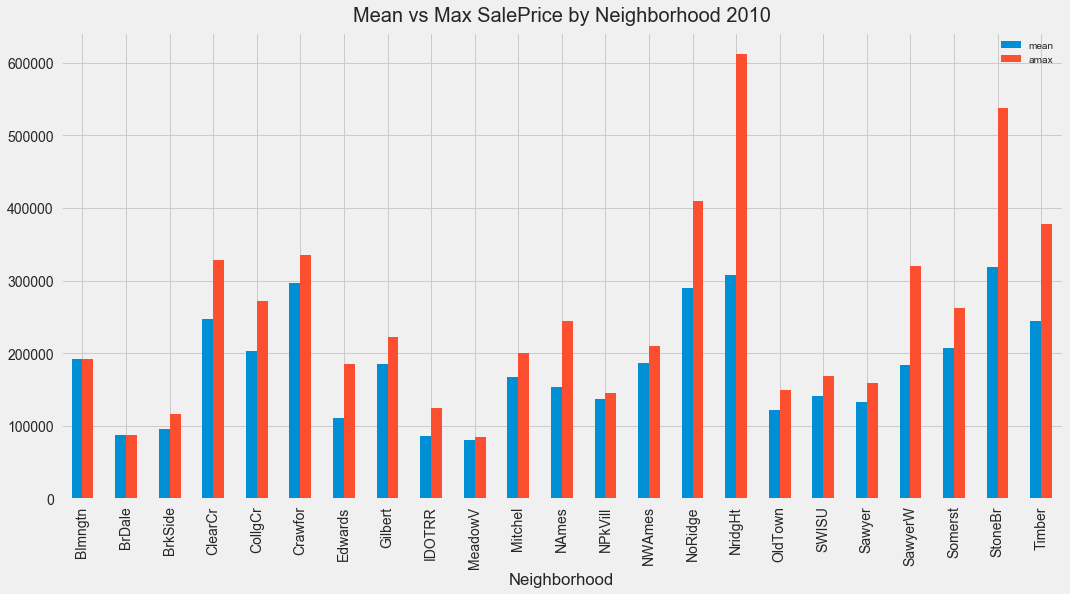 Mean vs Max SalePrice by Neighborhood 2010
mean
amax
600000
500000
400000
300000
200000
100000
0
Blmngtn
BrDale
BrkSide
ClearCr
CollgCr
Crawfor
Edwards
Gilbert
IDOTRR
MeadowV
Mitchel
NAmes
NPkVill
NWAmes
NoRidge
NridgHt
OldTown
SWISU
Sawyer
SawyerW
Somerst
StoneBr
Timber
Neighborhood